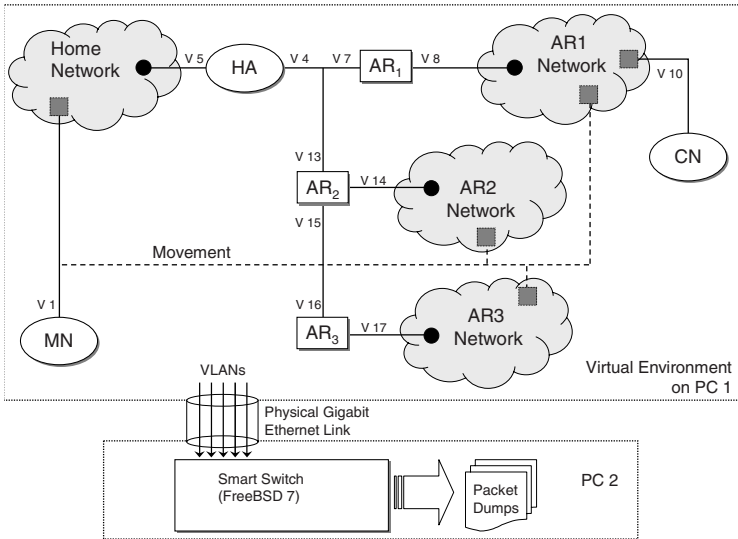 Home
Network
V 5
HA
V 4
V 7
AR1
V 8
AR1
Network
V 10
CN
V 13
AR2
V 14
AR2
Network
V 15
Movement
V 1
MN
V 16
AR3
V 17
AR3
Network
Virtual Environment
on PC 1
VLANs
Physical Gigabit
Ethernet Link
Smart Switch
(FreeBSD 7)
Packet
Dumps
PC 2